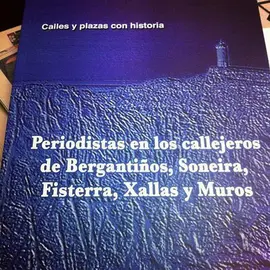 Calles y plazas con historia
Periodistas en los callejeros
de Bergantiños, Soneira,
Fisterra, Xallas y Muros